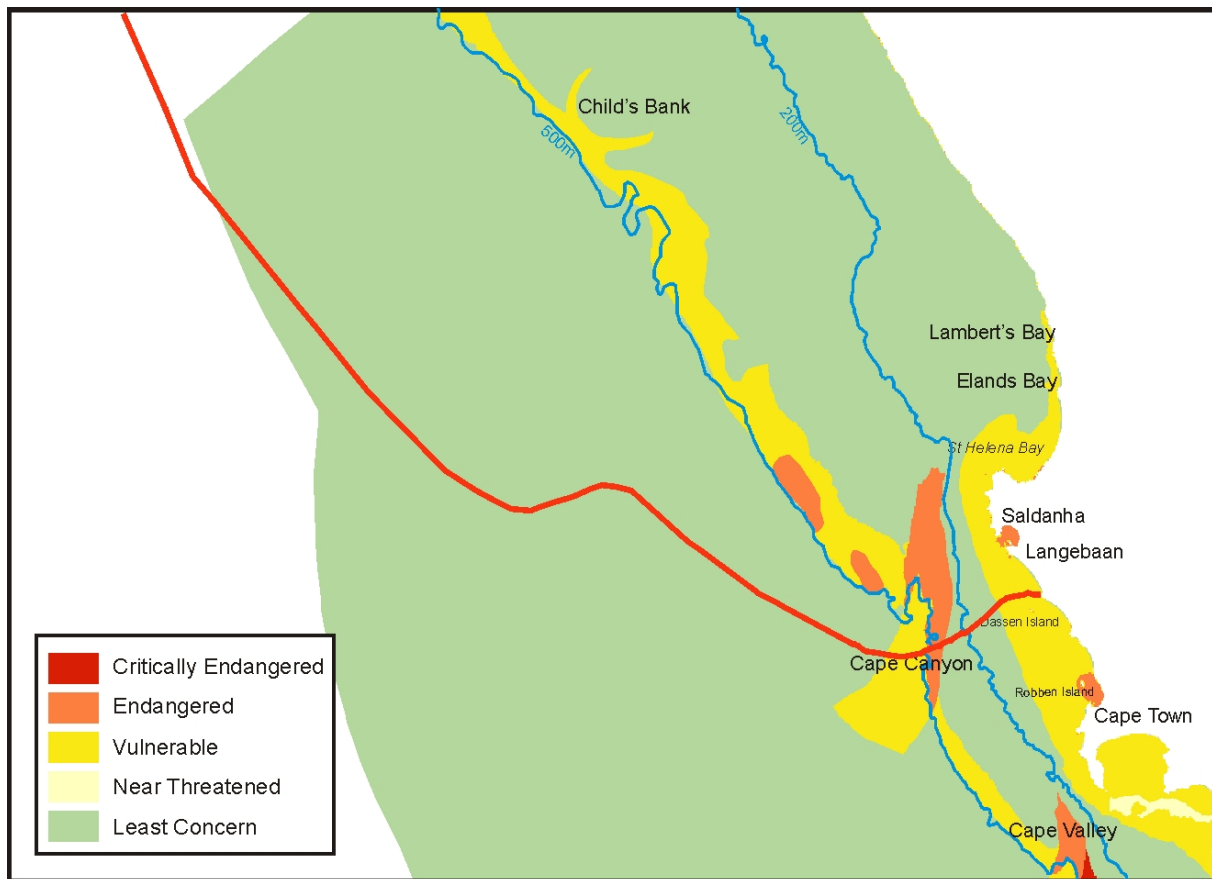 Child's Bank
500m
200m
Lambert's Bay
Elands Bay
St Helena Bay
Saldanha
Langebaan
Dassen Island
Cape Canyon
Robben Island
Cape Town
Cape Valley
Critically Endangered
Endangered
Vulnerable
Near Threatened
Least Concern